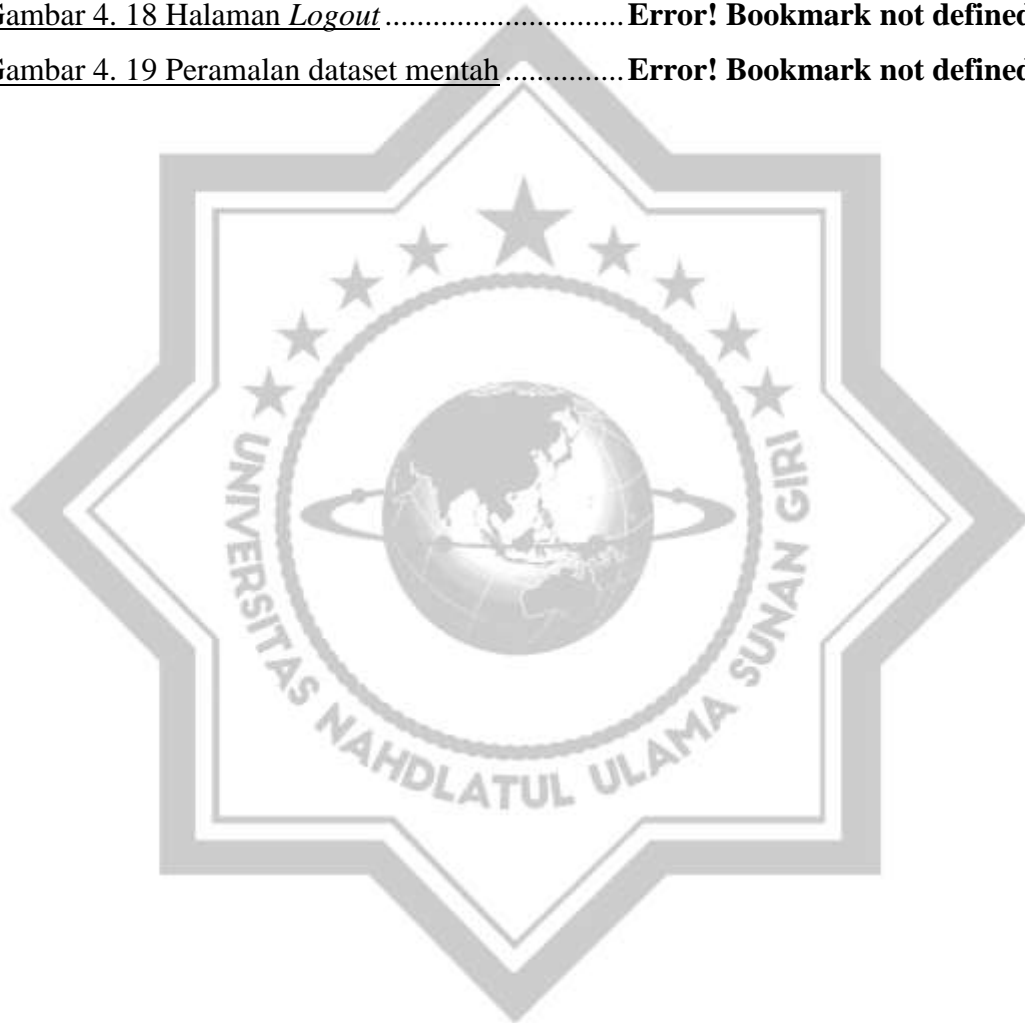 Gambar 4. 18 Halaman Logout..............................Error! Bookmark not defined
Gambar 4. 19 Peramalan dataset mentah...............Error! Bookmark not defined
UNIVERSITAS NAHDLATUL ULAMA SUNAN GIRI